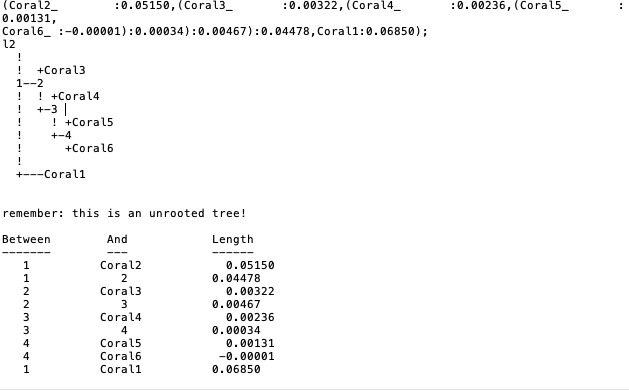 (Coral2_        :0.05150,(Coral3_        :0.00322,(Coral4_        :0.00236,(Coral5_        :
0.00131,
Coral6_ :-0.00001):0.00034):0.00467):0.04478,Coral1:0.06850);
l2
  !
  !  +Coral3
  1--2
  !  ! +Coral4
  !  +-3 |
  !    ! +Coral5
  !    +-4
  !      +Coral6
  !
  +---Coral1
remember: this is an unrooted tree!
Between        And            Length
-------        ---            ------
   1          Coral2            0.05150
   1             2            0.04478
   2          Coral3            0.00322
   2             3            0.00467
   3          Coral4            0.00236
   3             4            0.00034
   4          Coral5            0.00131
   4          Coral6           -0.00001
   1          Coral1          0.06850